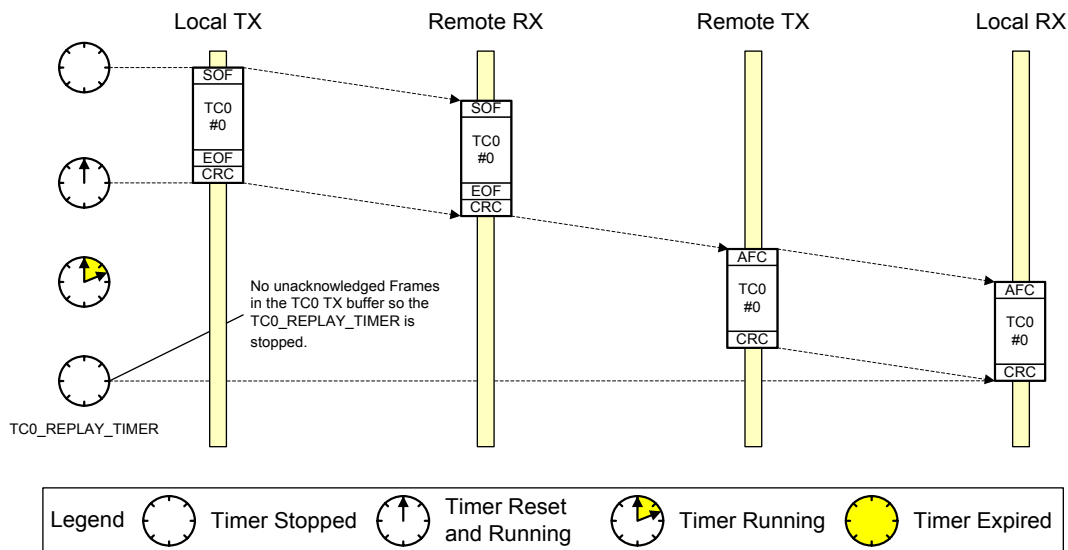 Local TX
Remote RX
Remote TX
Local RX
SOF
TC0
#0
EOF
CRC
SOF
TC0
#0
EOF
CRC
AFC
TC0
#0
CRC
AFC
TC0
#0
CRC
No unacknowledged Frames
in the TC0 TX buffer so the
TC0_REPLAY_TIMER is
stopped.
TC0_REPLAY_TIMER
Legend
Timer Stopped
Timer Reset
and Running
Timer Running
Timer Expired